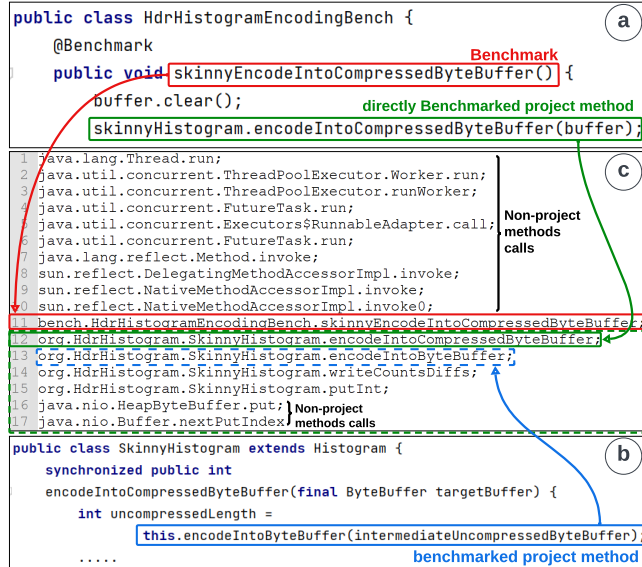 public class HdrHistogramEncodingBench {
a
@Benchmark
Benchmark
public void skinnyEncodeIntoCompressedByteBuffer() {
buffer.clear();
directly Benchmarked project method
skinnyHistogram.encodeIntoCompressedByteBuffer(buffer);
c
1 java.lang.Thread.run;
2 java.util.concurrent.ThreadPoolExecutor.Worker.run;
3 java.util.concurrent.ThreadPoolExecutor.runWorker;
4 java.util.concurrent.FutureTask.run;
5 java.util.concurrent.Executors$RunnableAdapter.call;
6 java.util.concurrent.FutureTask.run;
7 java.lang.reflect.Method.invoke;
8 sun.reflect.DelegatingMethodAccessorImpl.invoke;
9 sun.reflect.NativeMethodAccessorImpl.invoke;
sun.reflect.NativeMethodAccessorImpl.invoke0;
Non-project
methods
calls
11 bench.HdrHistogramEncodingBench.skinnyEncodeIntoCompressedByteBuffer;
12 org.HdrHistogram.SkinnyHistogram.encodeIntoCompressedByteBuffer;
13 org.HdrHistogram.SkinnyHistogram.encodeIntoByteBuffer;
14 org.HdrHistogram.SkinnyHistogram.writeCountsDiffs;
15 org.HdrHistogram.SkinnyHistogram.putInt;
16 java.nio.HeapByteBuffer.put;
17 java.nio.Buffer.nextPutIndex
Non-project
methods calls
public class SkinnyHistogram extends Histogram {
b
synchronized public int
encodeIntoCompressedByteBuffer(final ByteBuffer targetBuffer) {
int uncompressedLength =
this.encodeIntoByteBuffer(intermediateUncompressedByteBuffer);
.....
benchmarked project method